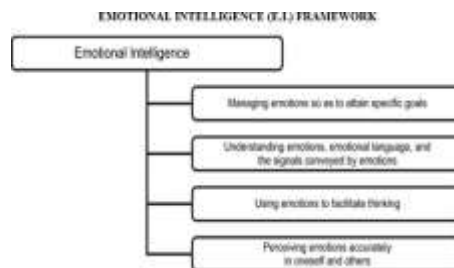 EMOTIONAL INTELLIGENCE (E.I.) FRAMEWORK
Emotional Intelligence
Managing emotions so as to attain specific goals
Understanding emotions, emotional language, and
the signals conveyed by emotions
Using emotions to facilitate thinking
Perceiving emotions accurately
in oneself and others